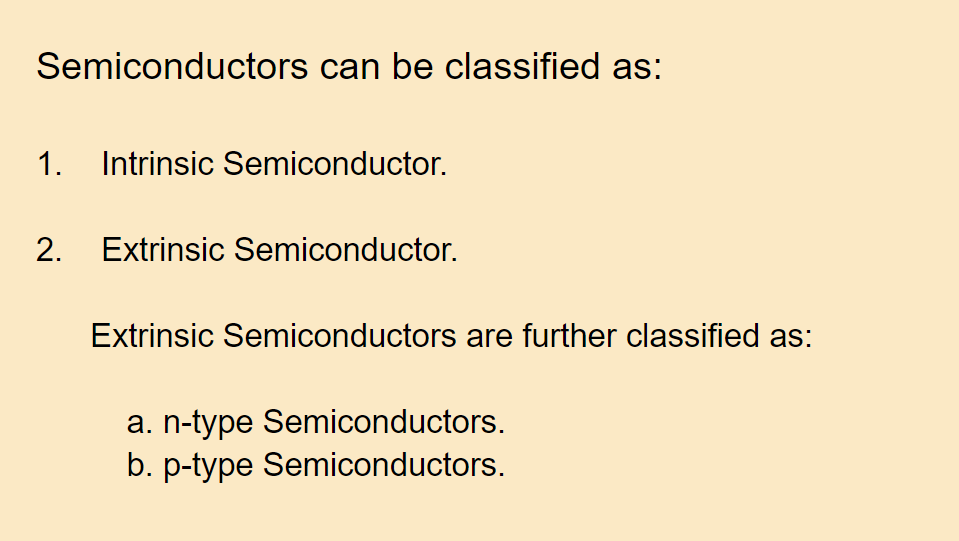 Semiconductors can be classified as:
1. Intrinsic Semiconductor.
2. Extrinsic Semiconductor.
Extrinsic Semiconductors are further classified as:
a. n-type Semiconductors.
b. p-type Semiconductors.